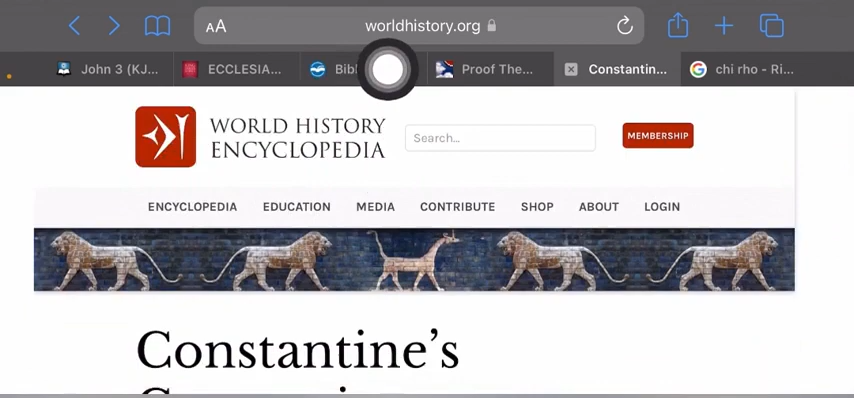 AA worldhistory.org
John 3 (KJ... ECCLESIA... Proof The... Constantin... chi rho - Ri...
WORLD HISTORY
ENCYCLOPEDIA
Search...
MEMBERSHIP
ENCYCLOPEDIA EDUCATION MEDIA CONTRIBUTE SHOP ABOUT LOGIN
Constantine's